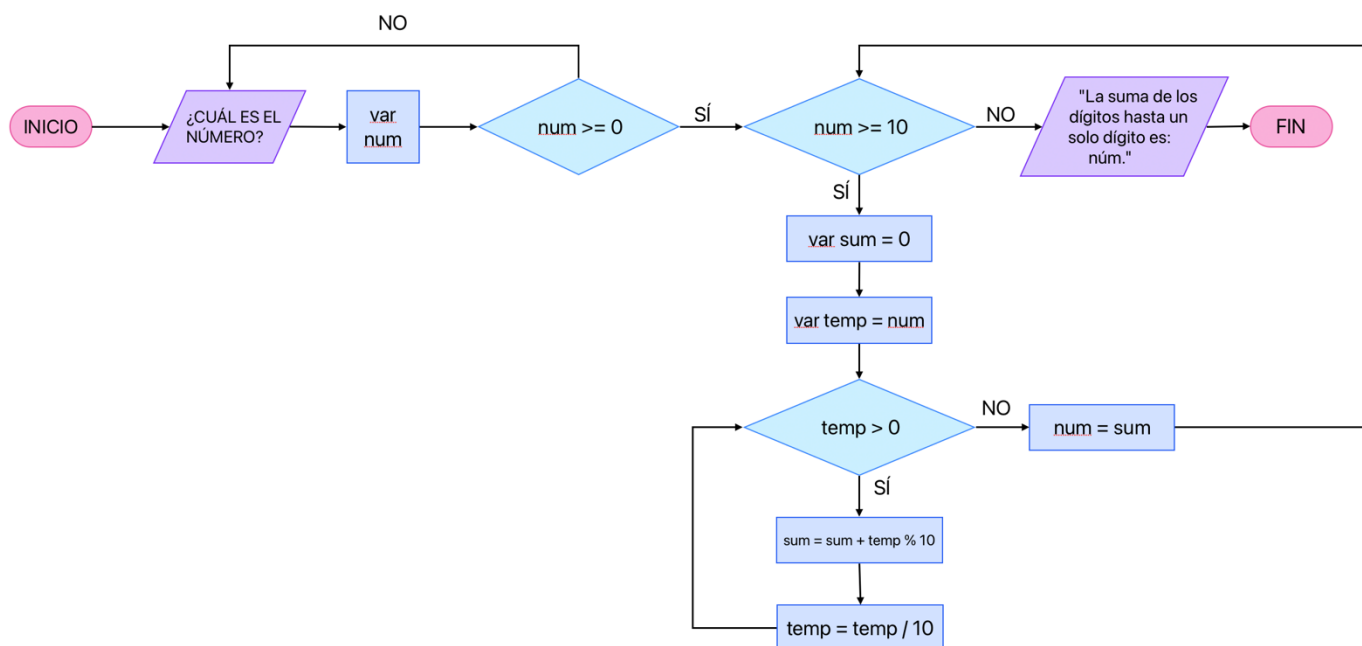 NO
INICIO
¿CUÁL ES EL
NÚMERO?
var
num
num >= 0
SÍ
num >= 10
NO
"La suma de los
dígitos hasta un
solo dígito es:
núm."
FIN
SÍ
var sum = 0
var temp = num
temp > 0
NO
num = sum
SÍ
sum = sum + temp % 10
temp = temp / 10